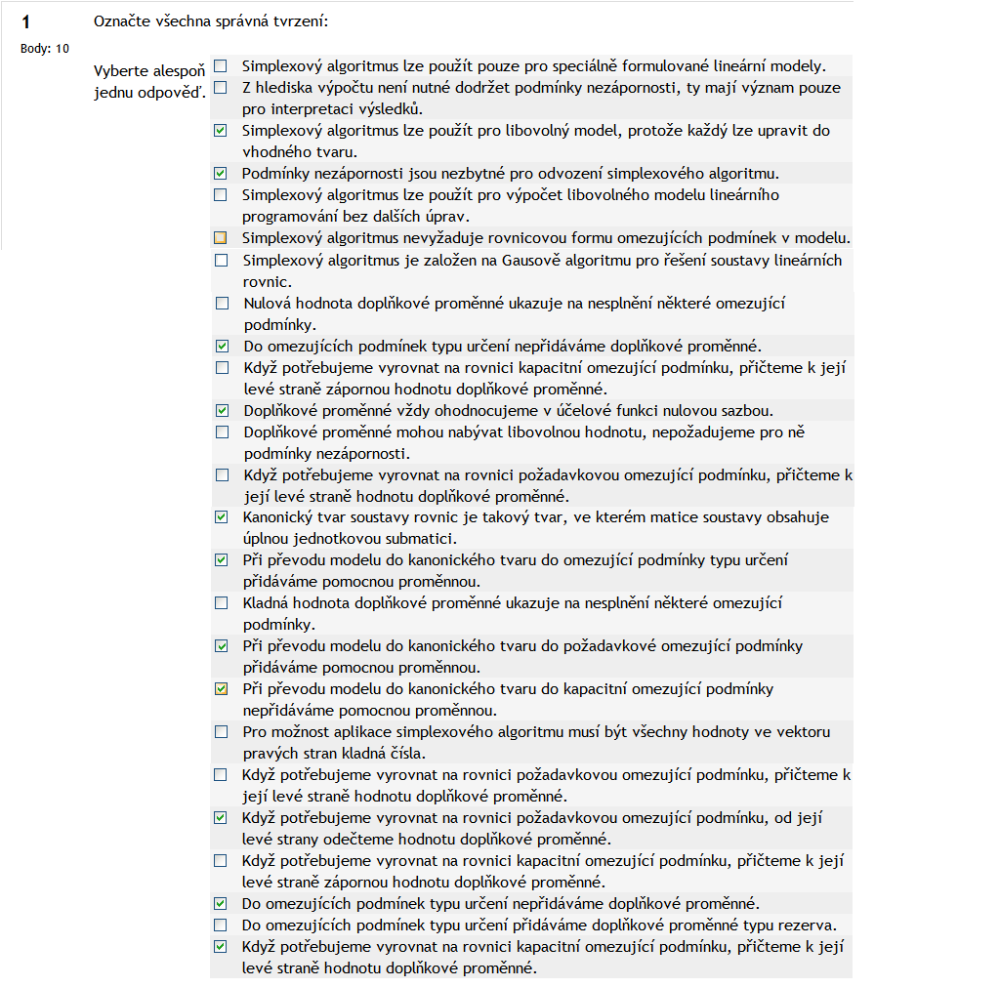 1
Označte všechna správná tvrzení:
Body: 10
Vyberte alespoň
jednu odpověď.
Simplexový algoritmus lze použít pouze pro speciálně formulované lineární modely.
Z hlediska výpočtu není nutné dodržet podmínky nezápornosti, ty mají význam pouze
pro interpretaci výsledků.
Simplexový algoritmus lze použít pro libovolný model, protože každý lze upravit do
vhodného tvaru.
Podmínky nezápornosti jsou nezbytné pro odvození simplexového algoritmu.
Simplexový algoritmus lze použít pro výpočet libovolného modelu lineárního
programování bez dalších úprav.
Simplexový algoritmus nevyžaduje rovnicovou formu omezujících podmínek v modelu.
Simplexový algoritmus je založen na Gausově algoritmu pro řešení soustavy lineárních
rovnic.
Nulová hodnota doplňkové proměnné ukazuje na nesplnění některé omezující
podmínky.
Do omezujících podmínek typu určení nepřidáváme doplňkové proměnné.
Když potřebujeme vyrovnat na rovnici kapacitní omezující podmínku, přičteme k její
levé straně zápornou hodnotu doplňkové proměnné.
Doplňkové proměnné vždy ohodnocujeme v účelové funkci nulovou sazbou.
Doplňkové proměnné mohou nabývat libovolnou hodnotu, nepožadujeme pro ně
podmínky nezápornosti.
Když potřebujeme vyrovnat na rovnici požadavkovou omezující podmínku, přičteme k
její levé straně hodnotu doplňkové proměnné.
Kanonický tvar soustavy rovnic je takový tvar, ve kterém matice soustavy obsahuje
úplnou jednotkovou submatici.
Při převodu modelu do kanonického tvaru do omezující podmínky typu určení
přidáváme pomocnou proměnnou.
Kladná hodnota doplňkové proměnné ukazuje na nesplnění některé omezující
podmínky.
Při převodu modelu do kanonického tvaru do požadavkové omezující podmínky
přidáváme pomocnou proměnnou.
Při převodu modelu do kanonického tvaru do kapacitní omezující podmínky
nepřidáváme pomocnou proměnnou.
Pro možnost aplikace simplexového algoritmu musí být všechny hodnoty ve vektoru
pravých stran kladná čísla.
Když potřebujeme vyrovnat na rovnici požadavkovou omezující podmínku, přičteme k
její levé straně hodnotu doplňkové proměnné.
Když potřebujeme vyrovnat na rovnici požadavkovou omezující podmínku, od její
levé strany odečteme hodnotu doplňkové proměnné.
Když potřebujeme vyrovnat na rovnici kapacitní omezující podmínku, přičteme k její
levé straně zápornou hodnotu doplňkové proměnné.
Do omezujících podmínek typu určení nepřidáváme doplňkové proměnné.
Do omezujících podmínek typu určení přidáváme doplňkové proměnné typu rezerva.
Když potřebujeme vyrovnat na rovnici kapacitní omezující podmínku, přičteme k její
levé straně hodnotu doplňkové proměnné.